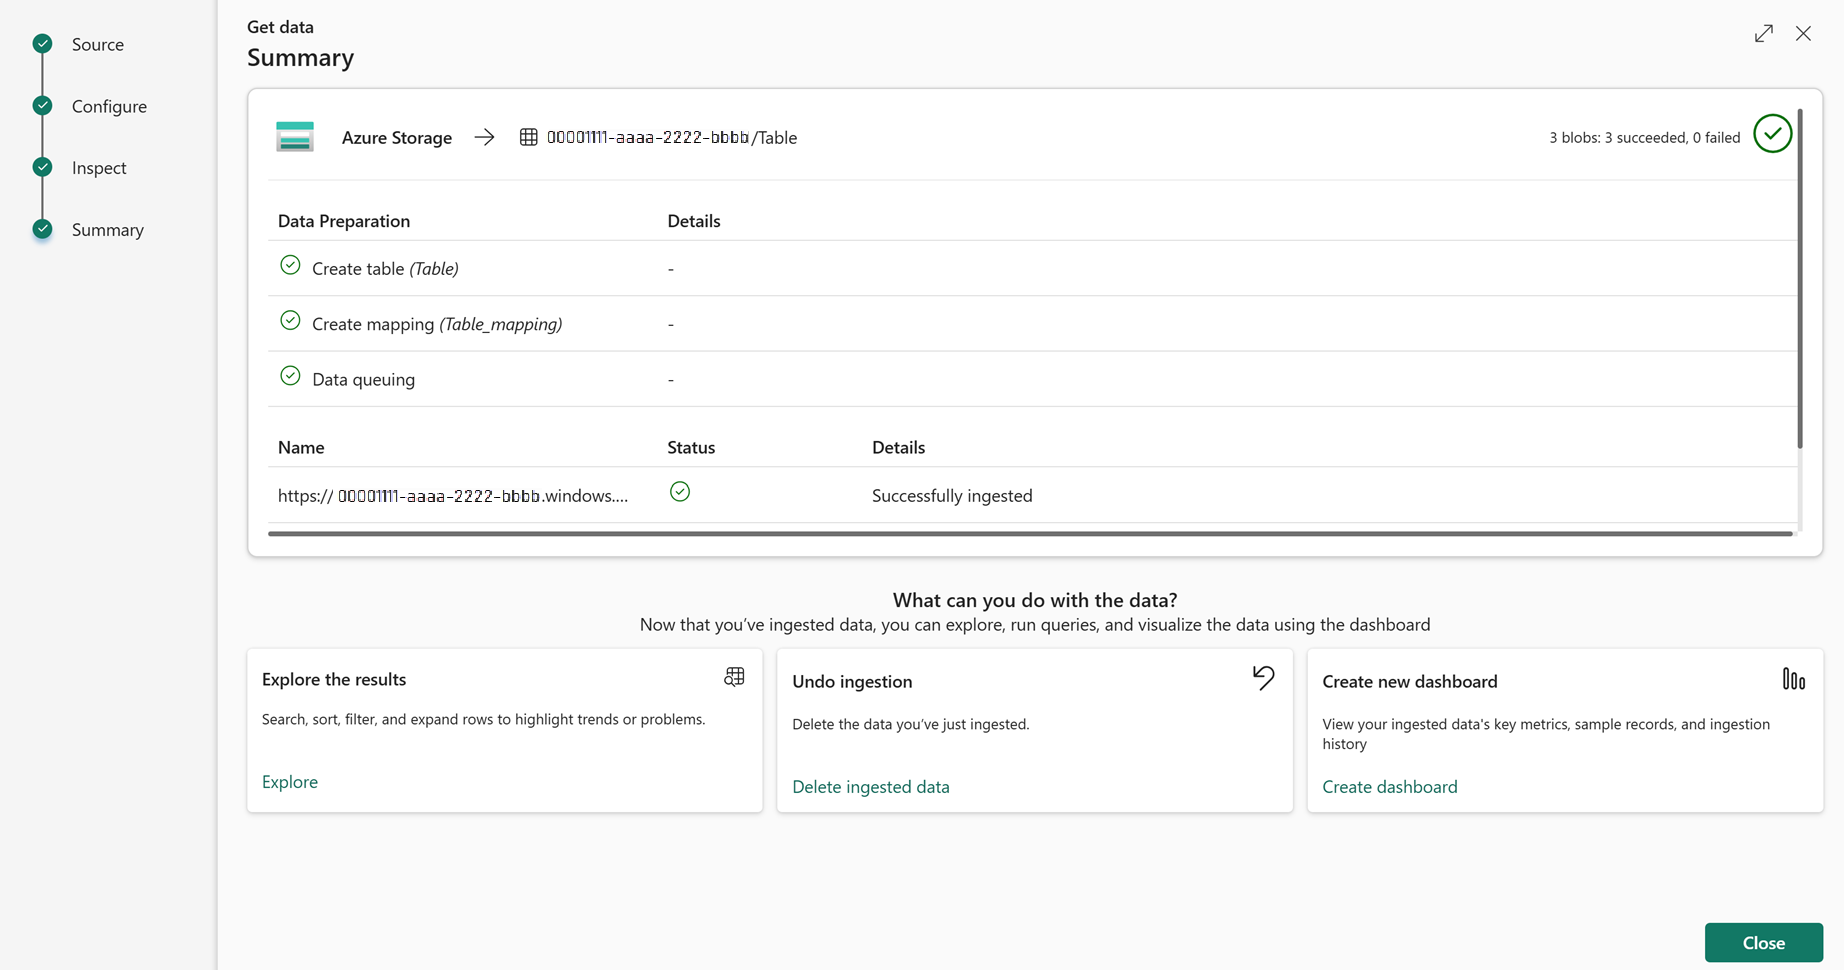 Source
Configure
Inspect
Summary
Get data
Summary
Azure Storage 00001111-aaaa-2222-bbbb/Table 3 blobs: 3 succeeded, 0 failed
Data Preparation Details
Create table (Table) -
Create mapping (Table_mapping) -
Data queuing -
Name Status Details
https:// 00001111-aaaa-2222-bbbb.windows.... Successfully ingested
What can you do with the data?
Now that you've ingested data, you can explore, run queries, and visualize the data using the dashboard
Explore the results
Search, sort, filter, and expand rows to highlight trends or problems.
Explore
Undo ingestion
Delete the data you've just ingested.
Delete ingested data
Create new dashboard
View your ingested data's key metrics, sample records, and ingestion
history
Create dashboard
Close